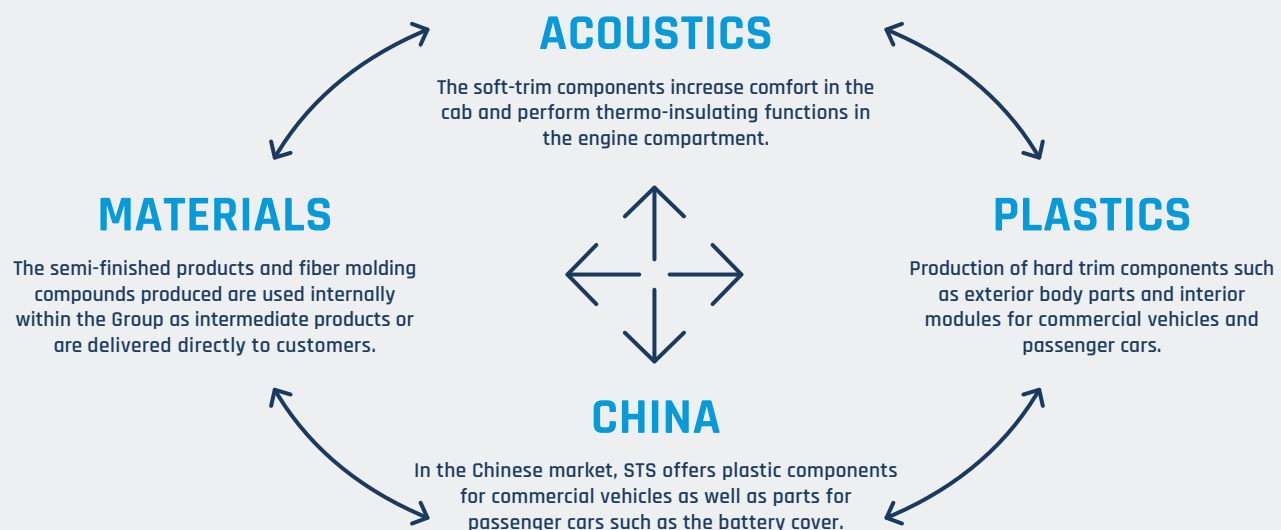 ACOUSTICS
The soft-trim components increase comfort in the
cab and perform thermo-insulating functions in
the engine compartment.
MATERIALS
The semi-finished products and fiber molding
compounds produced are used internally
within the Group as intermediate products or
are delivered directly to customers.
PLASTICS
Production of hard trim components such
as exterior body parts and interior
modules for commercial vehicles and
passenger cars.
CHINA
In the Chinese market, STS offers plastic components
for commercial vehicles as well as parts for
passenger cars such as the battery cover.